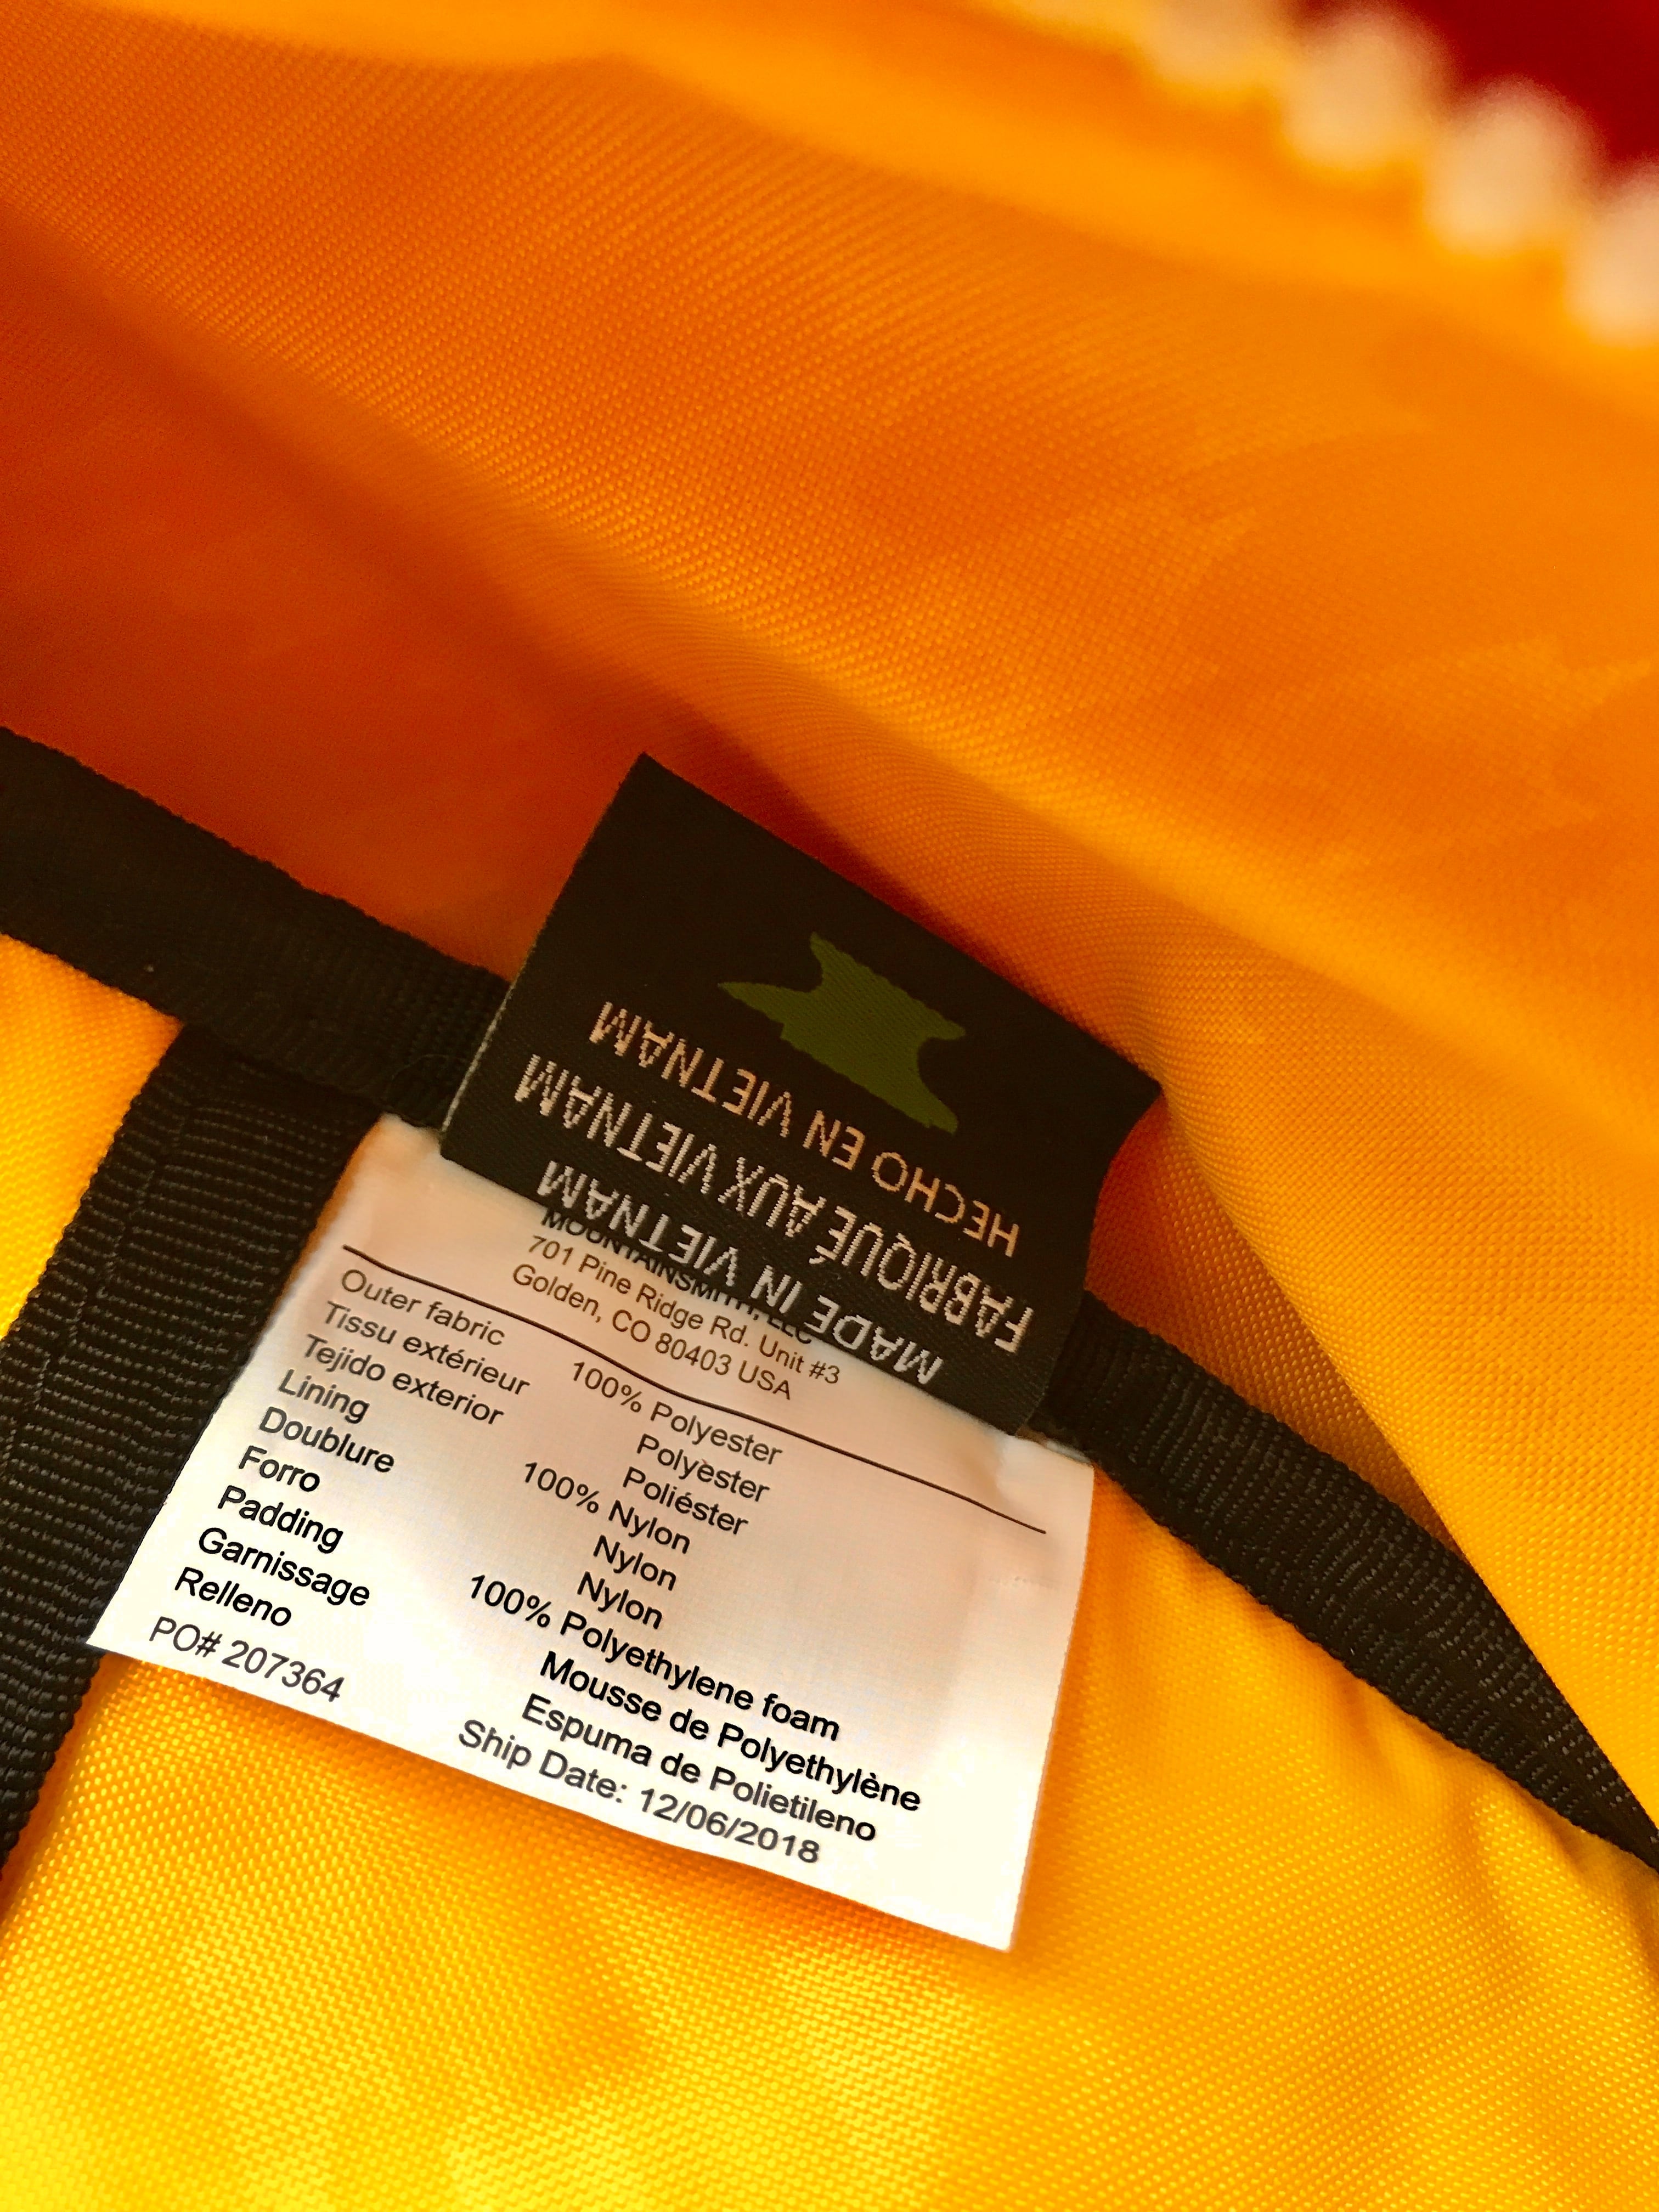 HECHO EN VIETNAM
FABRIQUÉ AUX VIETNAM
MADE IN VIETNAM
MOUNTAINSMITH, LLC
701 Pine Ridge Rd. Unit #3
Golden, CO 80403 USA
Outer fabric 100% Polyester
Tissu extérieur Polyester
Tejido exterior Poliéster
Lining 100% Nylon
Doublure Nylon
Forro Nylon
Padding 100% Polyethylene foam
Garnissage Mousse de Polyethylène
Relleno Espuma de Polietileno
PO# 207364 Ship Date: 12/06/2018